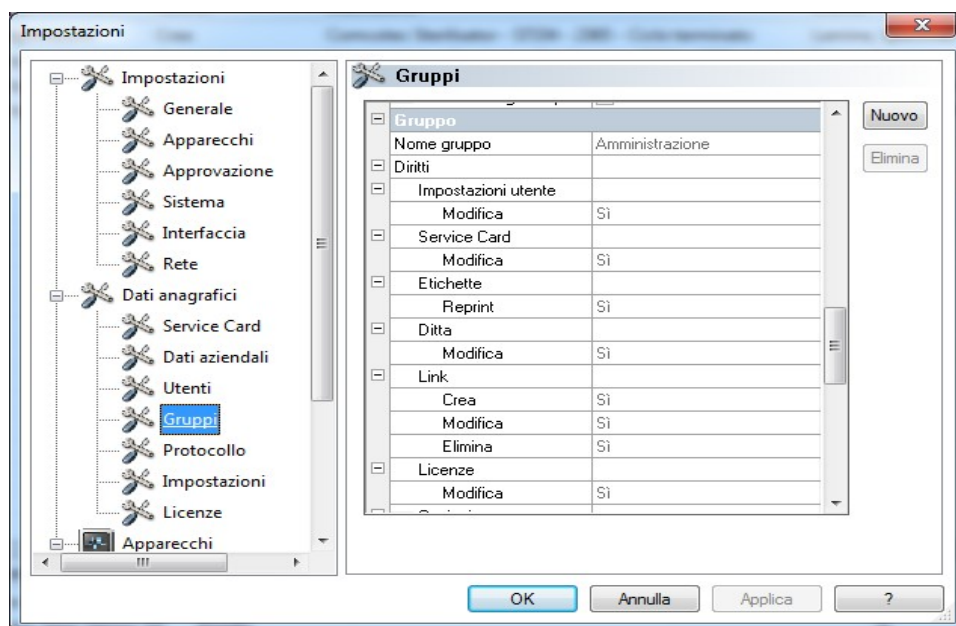 Impostazioni
Impostazioni
Generale
Apparecchi
Approvazione
Sistema
Interfaccia
Rete
Dati anagrafici
Service Card
Dati aziendali
Utenti
Gruppi
Protocollo
Impostazioni
Licenze
Apparecchi
Gruppi
Gruppo
Nome gruppo Amministrazione
Diritti
Impostazioni utente
Modifica Sì
Service Card
Modifica Sì
Etichette
Reprint Sì
Ditta
Modifica Sì
Link
Crea Sì
Modifica Sì
Elimina Sì
Licenze
Modifica Sì
Nuovo
Elimina
OK Annulla Applica ?